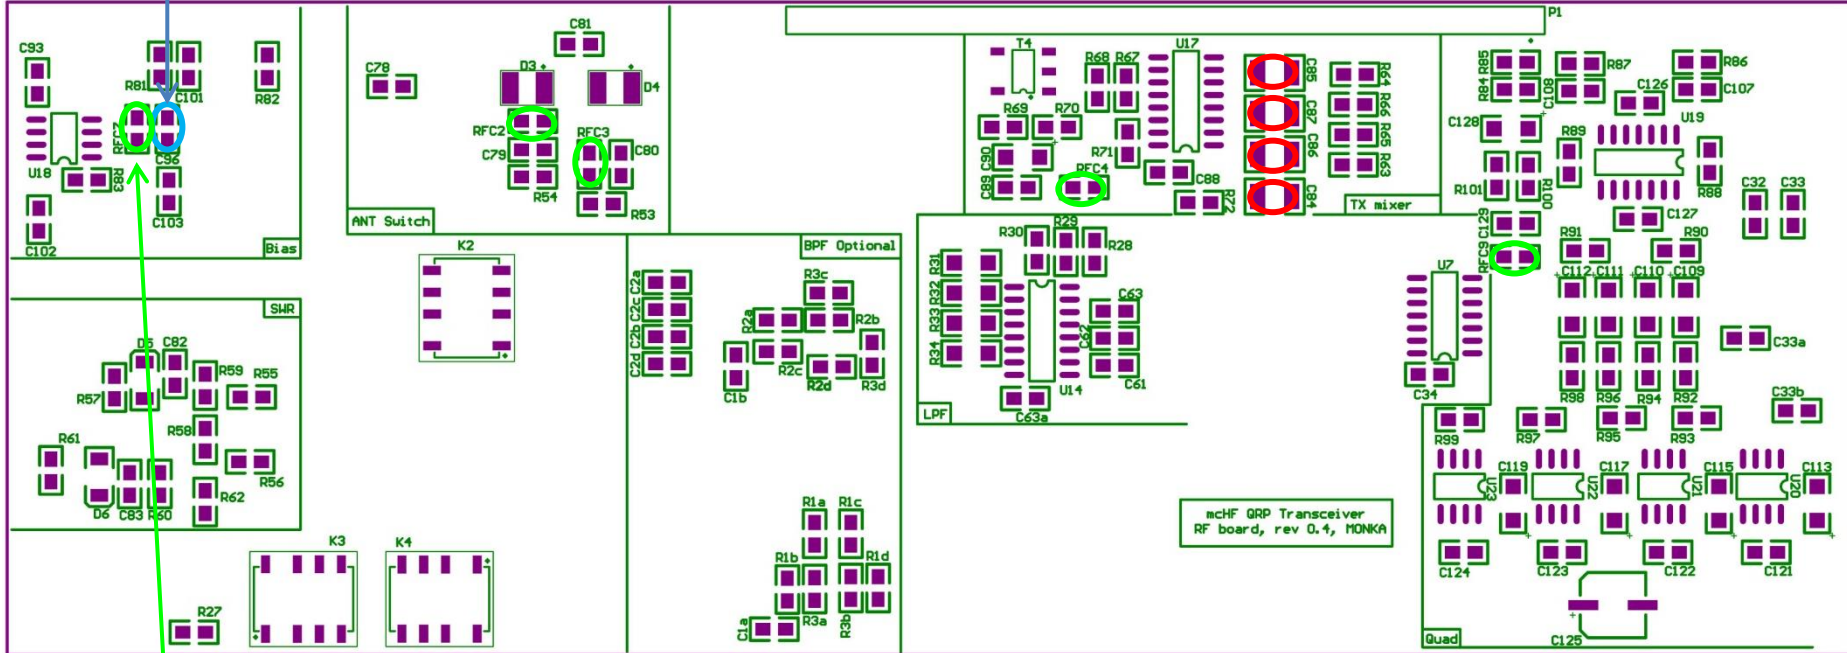 C93
R81
C101
R82
RFC7
C96
U18
R83
C103
C102
Bias
C81
C78
D3
D4
RFC2
RFC3
C79
C80
R54
R53
ANT Switch
P1
T4
R68
R67
U17
C85
R64
R69
R70
C87
R66
R71
C86
R65
C90
RFC4
R63
C89
C88
R72
C84
TX mixer
R85
R87
R86
R84
C108
C126
C107
C128
U19
R89
R101
R100
R88
C32
C33
C129
C127
RFC9
R91
R90
C112
C111
C110
C109
SWR
D5
C82
R59
R55
R57
R58
R61
R56
R62
D6
C83
R60
K2
BPF Optional
C2a
C2c
C2b
C2d
R3c
R2a
R2b
R2c
R2d
R3d
C1b
R29
R30
R28
R31
R32
R33
R34
C63
C62
C61
U14
C63a
LPF
U7
C34
C33a
C33b
R98
R96
R94
R92
R99
R97
R95
R93
C119
C117
C115
C113
U23
U22
U21
U20
C124
C123
C122
C121
C125
Quad
mcHF QRP Transceiver
RF board, rev 0.4, MONKA
R1a
R1c
R1b
R1d
R3a
R3b
C1a
K3
K4
R27